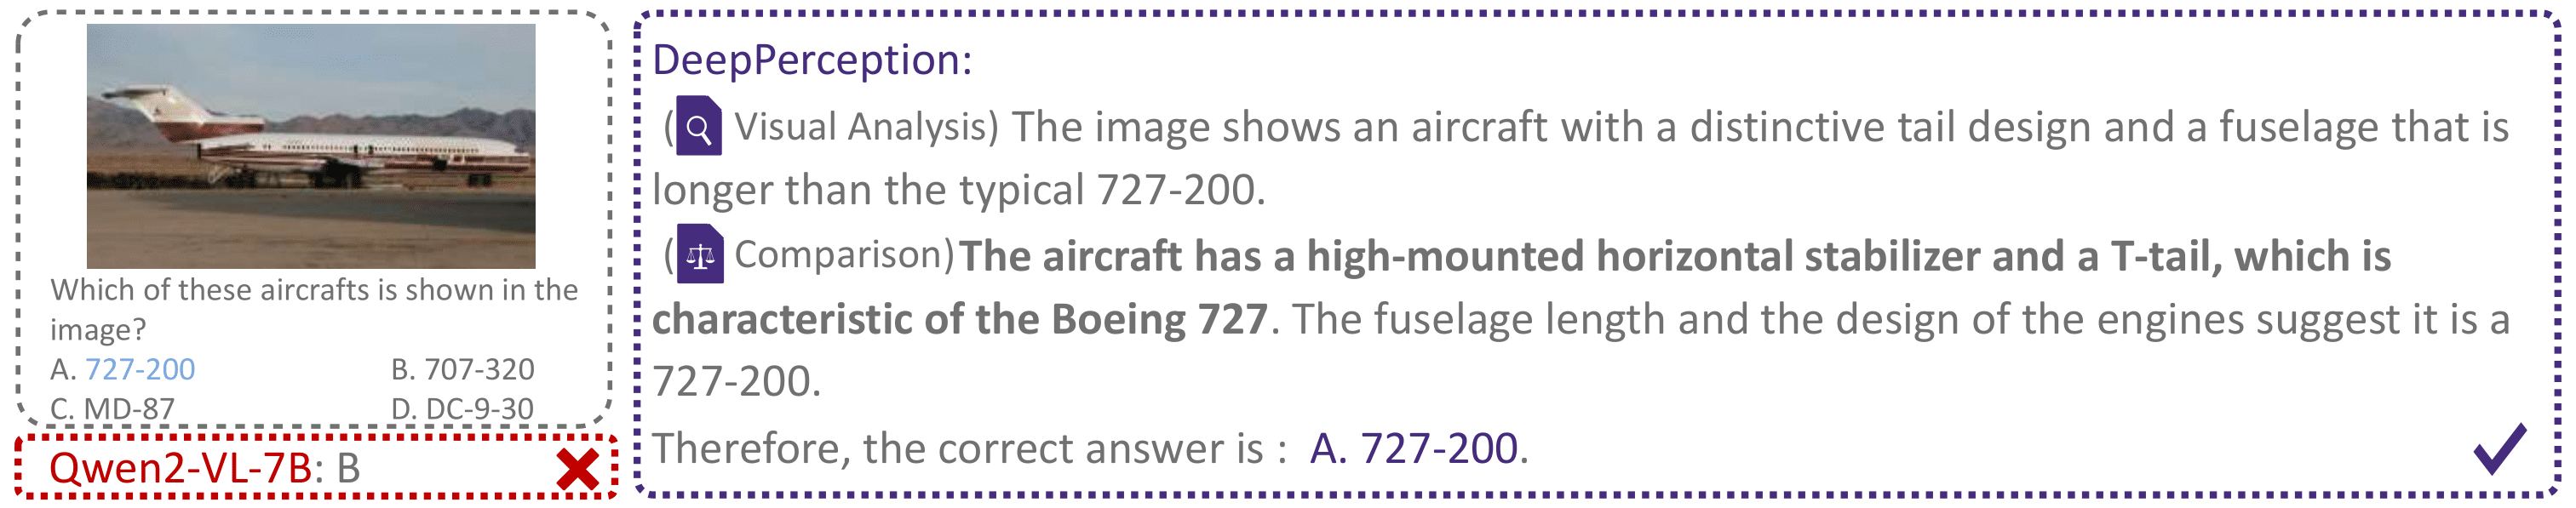 Which of these aircrafts is shown in the
image?
A. 727-200 B. 707-320
C. MD-87 D. DC-9-30
Qwen2-VL-7B: B
DeepPerception:
( Visual Analysis) The image shows an aircraft with a distinctive tail design and a fuselage that is
longer than the typical 727-200.
( Comparison) The aircraft has a high-mounted horizontal stabilizer and a T-tail, which is
characteristic of the Boeing 727. The fuselage length and the design of the engines suggest it is a
727-200.
Therefore, the correct answer is : A. 727-200.